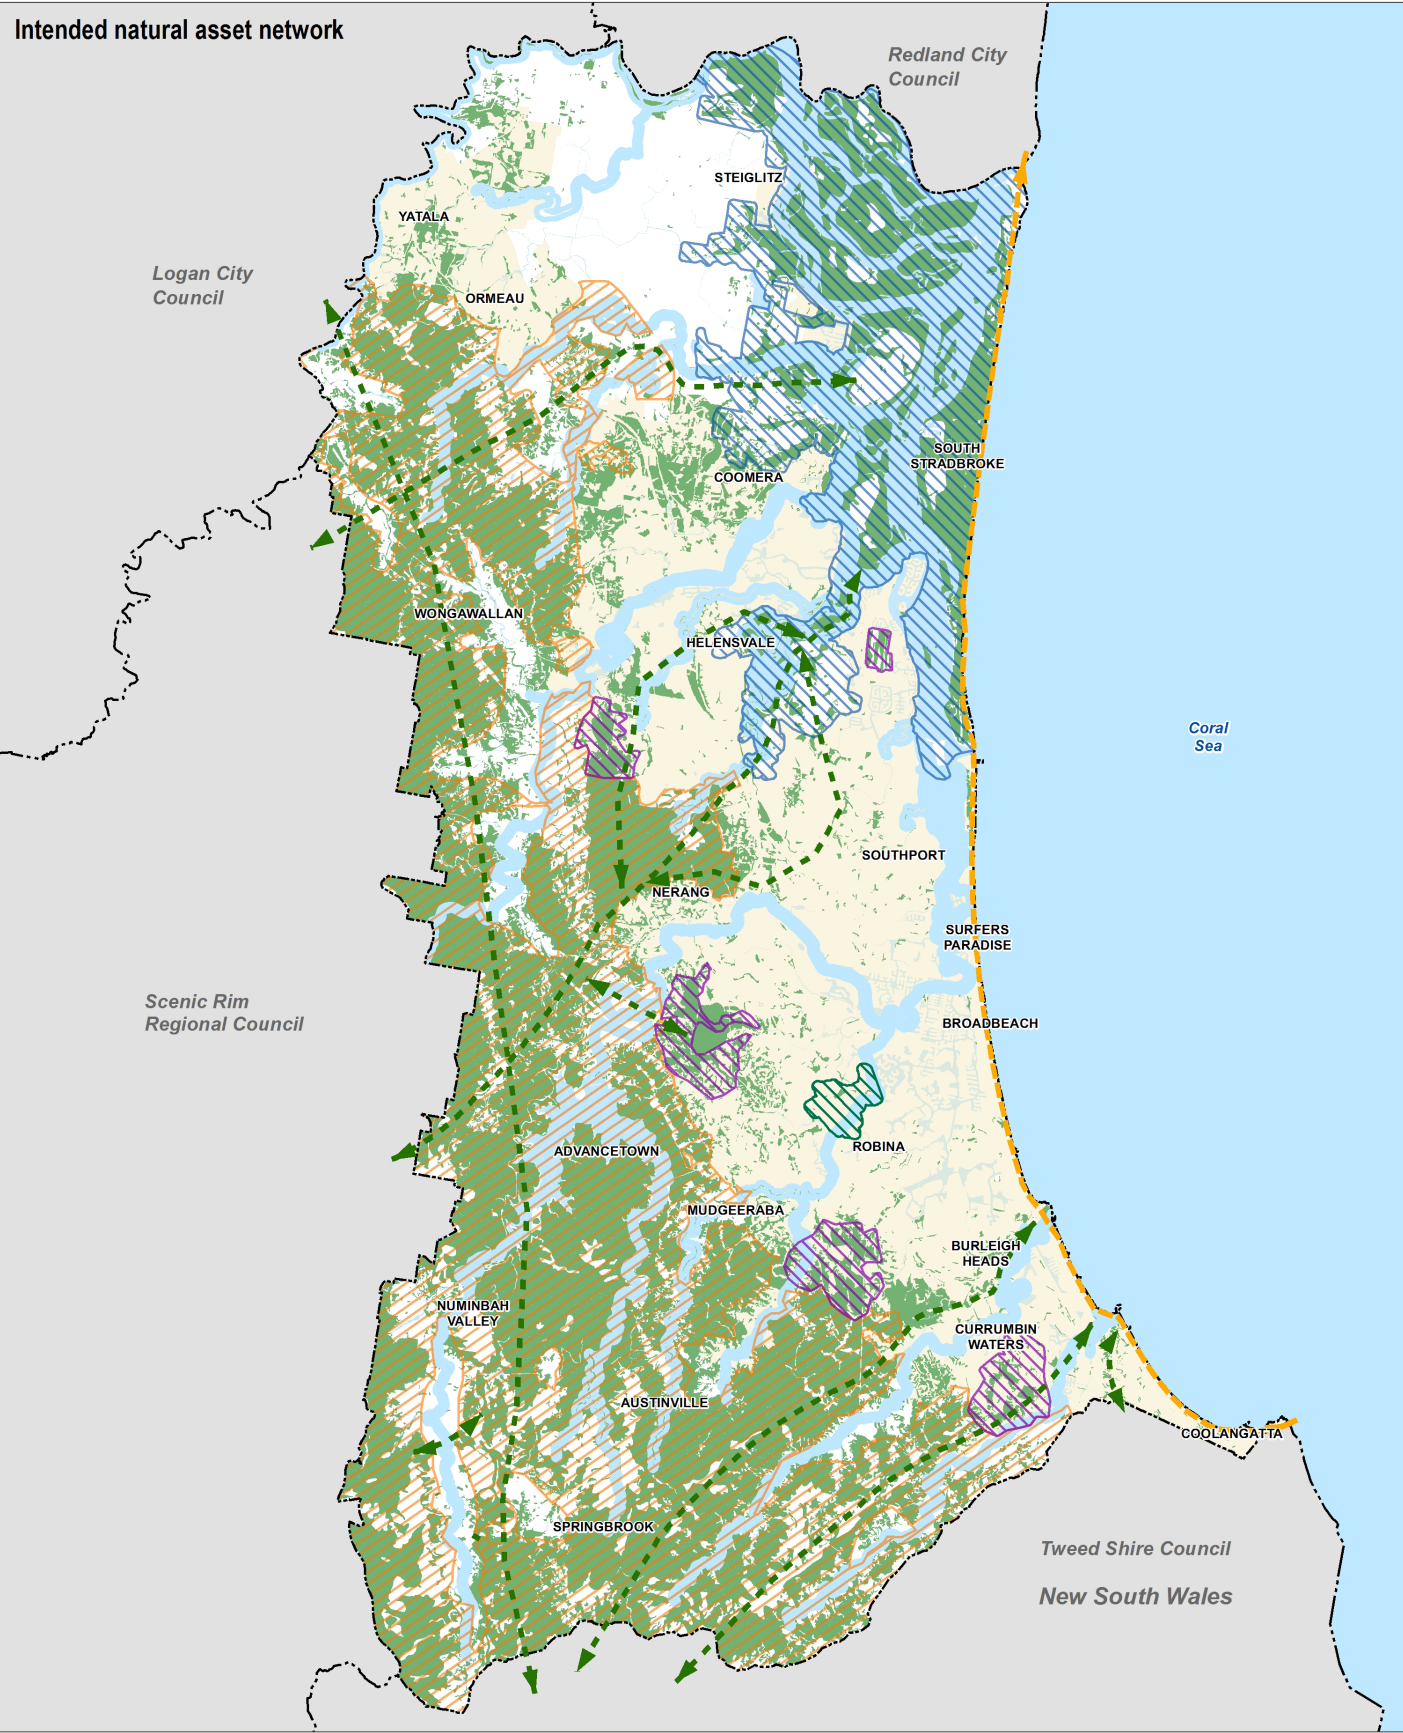 Intended natural asset network
Redland City
Council
STEIGLITZ
YATALA
Logan City
Council
ORMEAU
SOUTH
STRADBROKE
COOMERA
WONGAWALLAN
HELENSVALE
Coral
Sea
SOUTHPORT
NERANG
SURFERS
PARADISE
Scenic Rim
Regional Council
BROADBEACH
ROBINA
ADVANCETOWN
MUDGEERABA
BURLEIGH
HEADS
NUMINBAH
VALLEY
CURRUMBIN
WATERS
AUSTINVILLE
COOLANGATTA
SPRINGBROOK
Tweed Shire Council
New South Wales